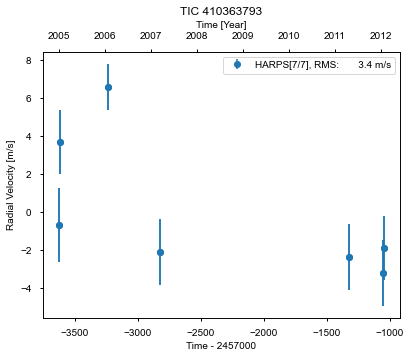 TIC 410363793
Time [Year]
2005 2006 2007 2008 2009 2010 2011 2012
HARPS[7/7], RMS: 3.4 m/s
Radial Velocity [m/s]
8
6
4
2
0
−2
−4
−3500 −3000 −2500 −2000 −1500 −1000
Time - 2457000